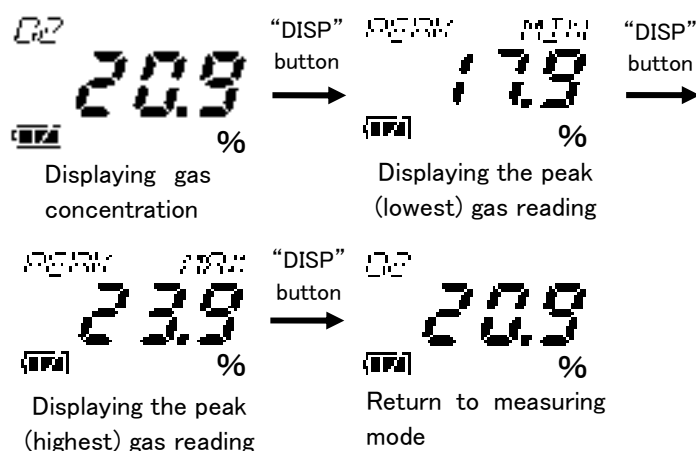 O2
20.9
%
Displaying gas
concentration
"DISP"
button
PEAK MIN
17.9
%
Displaying the peak
(lowest) gas reading
"DISP"
button
PEAK MAX
23.9
%
Displaying the peak
(highest) gas reading
"DISP"
button
O2
20.9
%
Return to measuring
mode